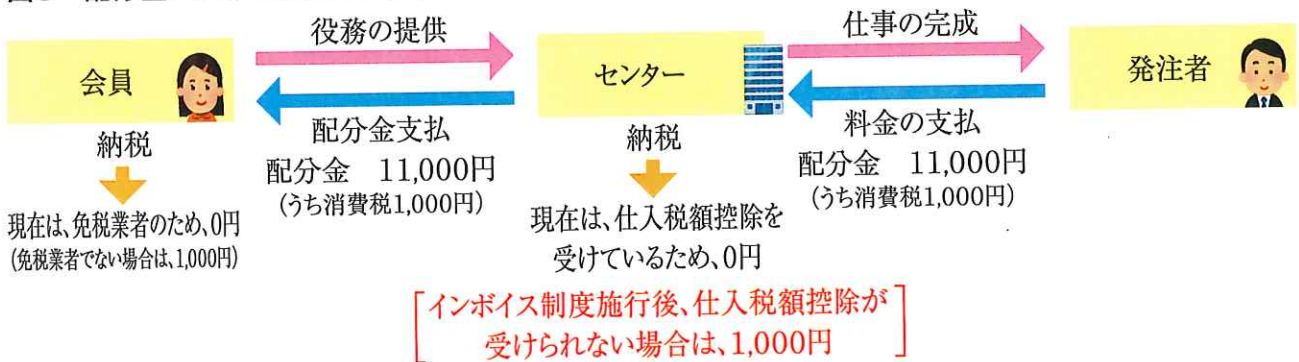 役務の提供
仕事の完成
会員
センター
発注者
配分金支払
料金の支払
納税
配分金 11,000円
(うち消費税1,000円)
納税
配分金 11,000円
(うち消費税1,000円)
現在は、免税業者のため、0円
(免税業者でない場合は、1,000円)
現在は、仕入税額控除を
受けているため、0円
インボイス制度施行後、仕入税額控除が
受けられない場合は、1,000円